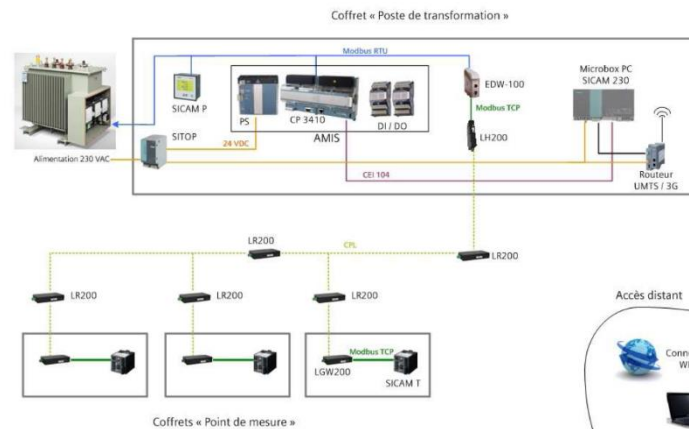 Coffret « Poste de transformation »
Modbus RTU
Microbox PC
SICAM 230
EDW-100
SICAM P
Modbus TCP
PS
CP 3410
DI / DO
SITOP
AMIS
LH200
24 VDC
Alimentation 230 VAC
CEI 104
Routeur
UMTS / 3G
LR200
CPL
LR200
LR200
LR200
LR200
Accès distant
Modbus TCP
LGW200
SICAM T
Coffrets « Point de mesure »